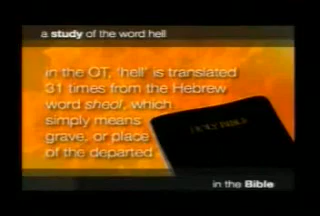 a study of the word hell
in the OT, 'hell' is translated
31 times from the Hebrew
word sheol, which
simply means
grave, or place
of the departed
HOLY BIBLE
in the Bible